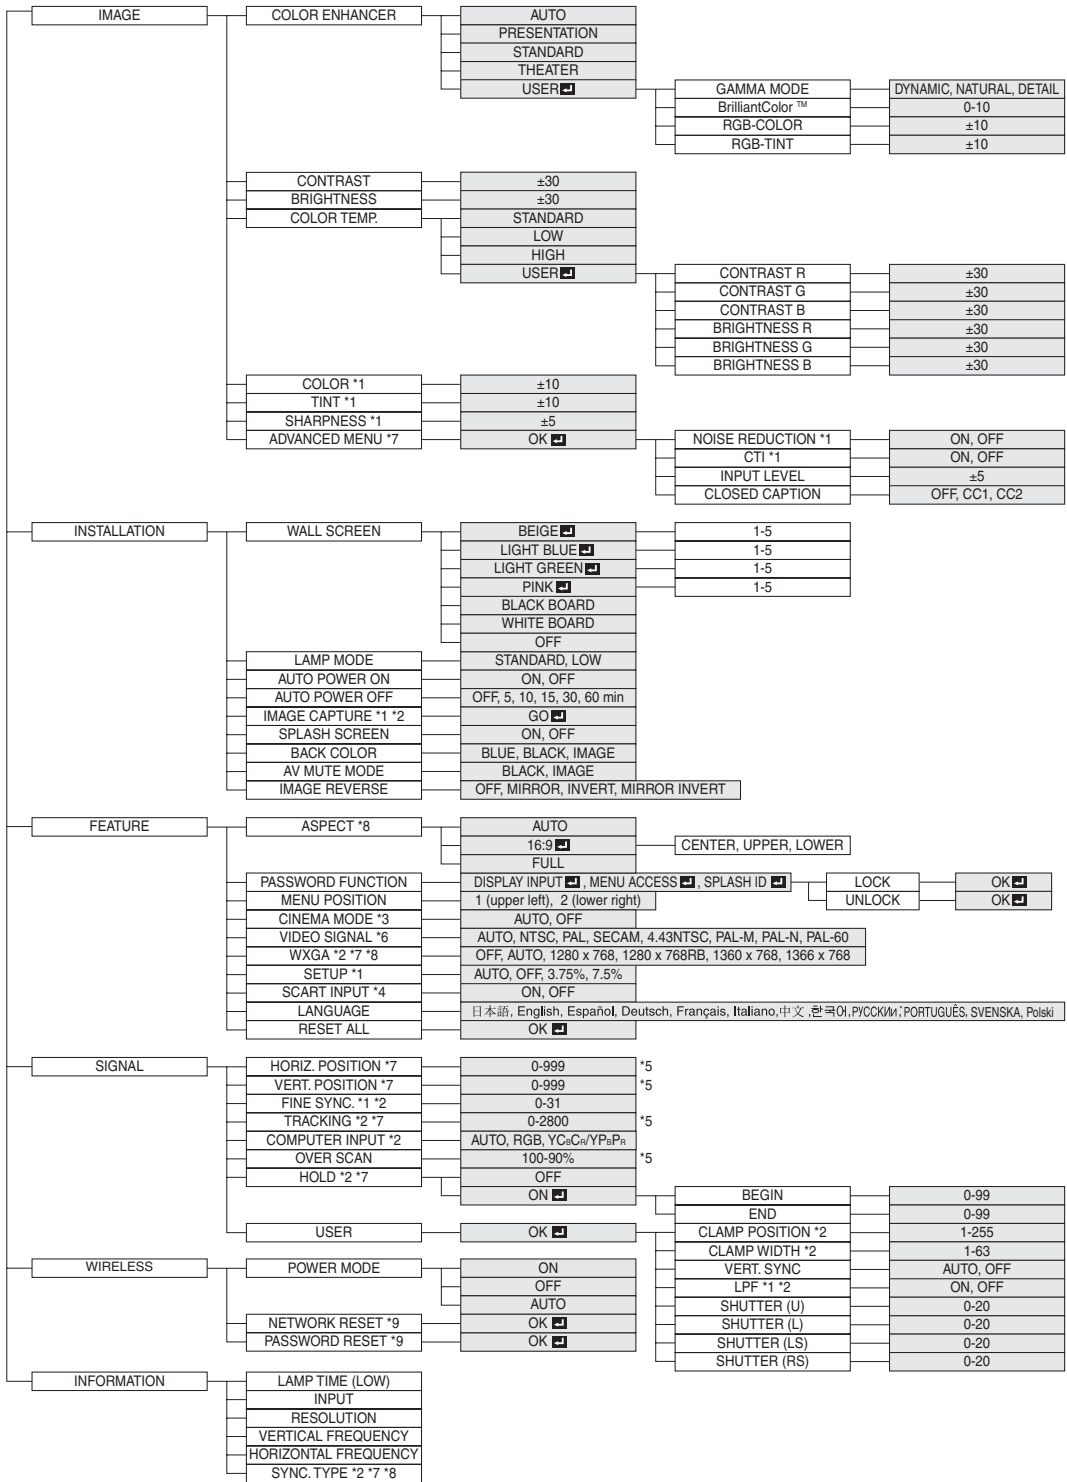 IMAGE COLOR ENHANCER AUTO
PRESENTATION
STANDARD
THEATER
USER GAMMA MODE DYNAMIC, NATURAL, DETAIL
BrilliantColor ™ 0-10
RGB-COLOR ±10
RGB-TINT ±10
CONTRAST ±30
BRIGHTNESS ±30
COLOR TEMP. STANDARD
LOW
HIGH
USER CONTRAST R ±30
CONTRAST G ±30
CONTRAST B ±30
BRIGHTNESS R ±30
BRIGHTNESS G ±30
BRIGHTNESS B ±30
COLOR *1 ±10
TINT *1 ±10
SHARPNESS *1 ±5
ADVANCED MENU *7 OK NOISE REDUCTION *1 ON, OFF
CTI *1 ON, OFF
INPUT LEVEL ±5
CLOSED CAPTION OFF, CC1, CC2
INSTALLATION WALL SCREEN BEIGE 1-5
LIGHT BLUE 1-5
LIGHT GREEN 1-5
PINK 1-5
BLACK BOARD
WHITE BOARD
OFF
LAMP MODE STANDARD, LOW
AUTO POWER ON ON, OFF
AUTO POWER OFF OFF, 5, 10, 15, 30, 60 min
IMAGE CAPTURE *1 *2 GO
SPLASH SCREEN ON, OFF
BACK COLOR BLUE, BLACK, IMAGE
AV MUTE MODE BLACK, IMAGE
IMAGE REVERSE OFF, MIRROR, INVERT, MIRROR INVERT
FEATURE ASPECT *8 AUTO
16:9 CENTER, UPPER, LOWER
FULL
PASSWORD FUNCTION DISPLAY INPUT , MENU ACCESS , SPLASH ID LOCK OK
MENU POSITION 1 (upper left), 2 (lower right) UNLOCK OK
CINEMA MODE *3 AUTO, OFF
VIDEO SIGNAL *6 AUTO, NTSC, PAL, SECAM, 4.43NTSC, PAL-M, PAL-N, PAL-60
WXGA *2 *7 *8 OFF, AUTO, 1280 x 768, 1280 x 768RB, 1360 x 768, 1366 x 768
SETUP *1 AUTO, OFF, 3.75%, 7.5%
SCART INPUT *4 ON, OFF
LANGUAGE 日本語, English, Español, Deutsch, Français, Italiano,中文 ,한국어,РУССКИЙ, PORTUGUÊS, SVENSKA, Polski
RESET ALL OK
SIGNAL HORIZ. POSITION *7 0-999 *5
VERT. POSITION *7 0-999 *5
FINE SYNC. *1 *2 0-31
TRACKING *2 *7 0-2800 *5
COMPUTER INPUT *2 AUTO, RGB, YCBCR/YPBPR
OVER SCAN 100-90% *5
HOLD *2 *7 OFF
ON BEGIN 0-99
END 0-99
USER OK CLAMP POSITION *2 1-255
CLAMP WIDTH *2 1-63
WIRELESS POWER MODE ON VERT. SYNC AUTO, OFF
OFF LPF *1 *2 ON, OFF
AUTO SHUTTER (U) 0-20
NETWORK RESET *9 OK SHUTTER (L) 0-20
PASSWORD RESET *9 OK SHUTTER (LS) 0-20
SHUTTER (RS) 0-20
INFORMATION LAMP TIME (LOW)
INPUT
RESOLUTION
VERTICAL FREQUENCY
HORIZONTAL FREQUENCY
SYNC. TYPE *2 *7 *8